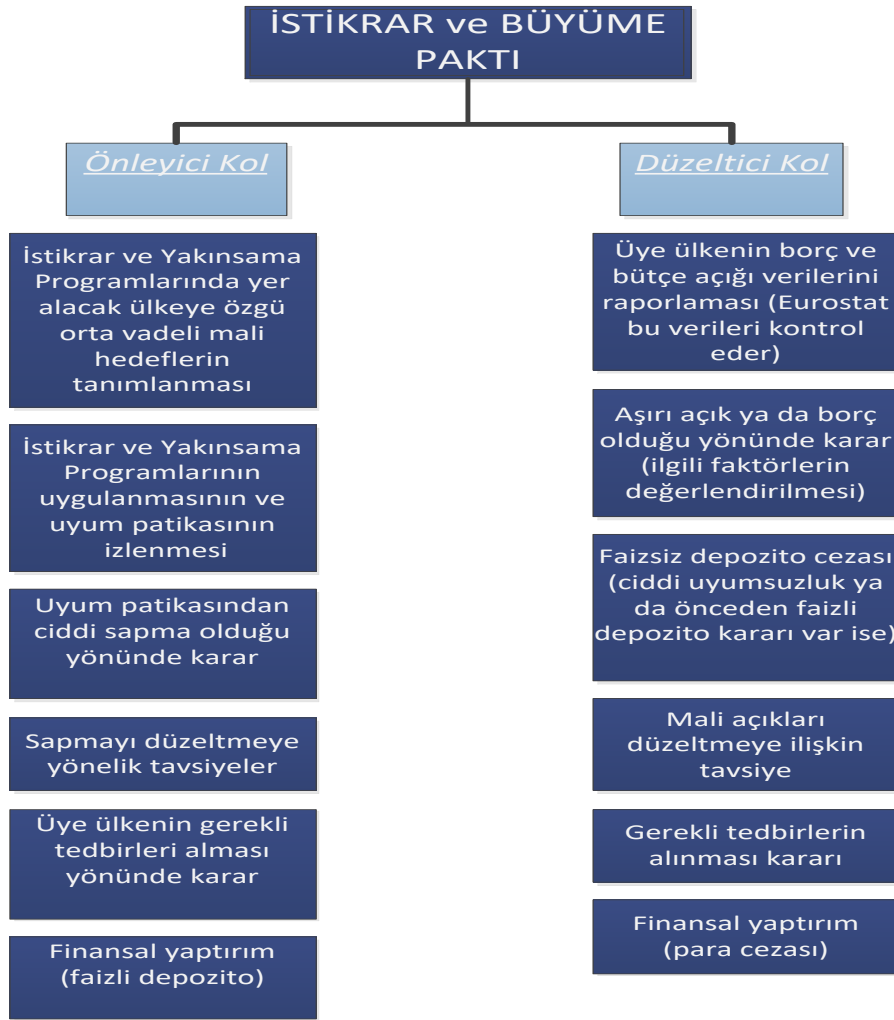 İSTİKRAR ve BÜYÜME
PAKTI
Önleyici Kol
İstikrar ve Yakınsama
Programlarında yer
alacak ülkeye özgü
orta vadeli mali
hedeflerin
tanımlanması
İstikrar ve Yakınsama
Programlarının
uygulanmasının ve
uyum patikasının
izlenmesi
Uyum patikasından
ciddi sapma olduğu
yönünde karar
Sapmayı düzeltmeye
yönelik tavsiyeler
Üye ülkenin gerekli
tedbirleri alması
yönünde karar
Finansal yaptırım
(faizli depozito)
Düzeltici Kol
Üye ülkenin borç ve
bütçe açığı verilerini
raporlaması (Eurostat
bu verileri kontrol
eder)
Aşırı açık ya da borç
olduğu yönünde karar
(ilgili faktörlerin
değerlendirilmesi)
Faizsiz depozito cezası
(ciddi uyumsuzluk ya
da önceden faizli
depozito kararı var ise)
Mali açıkları
düzeltmeye ilişkin
tavsiye
Gerekli tedbirlerin
alınması kararı
Finansal yaptırım
(para cezası)